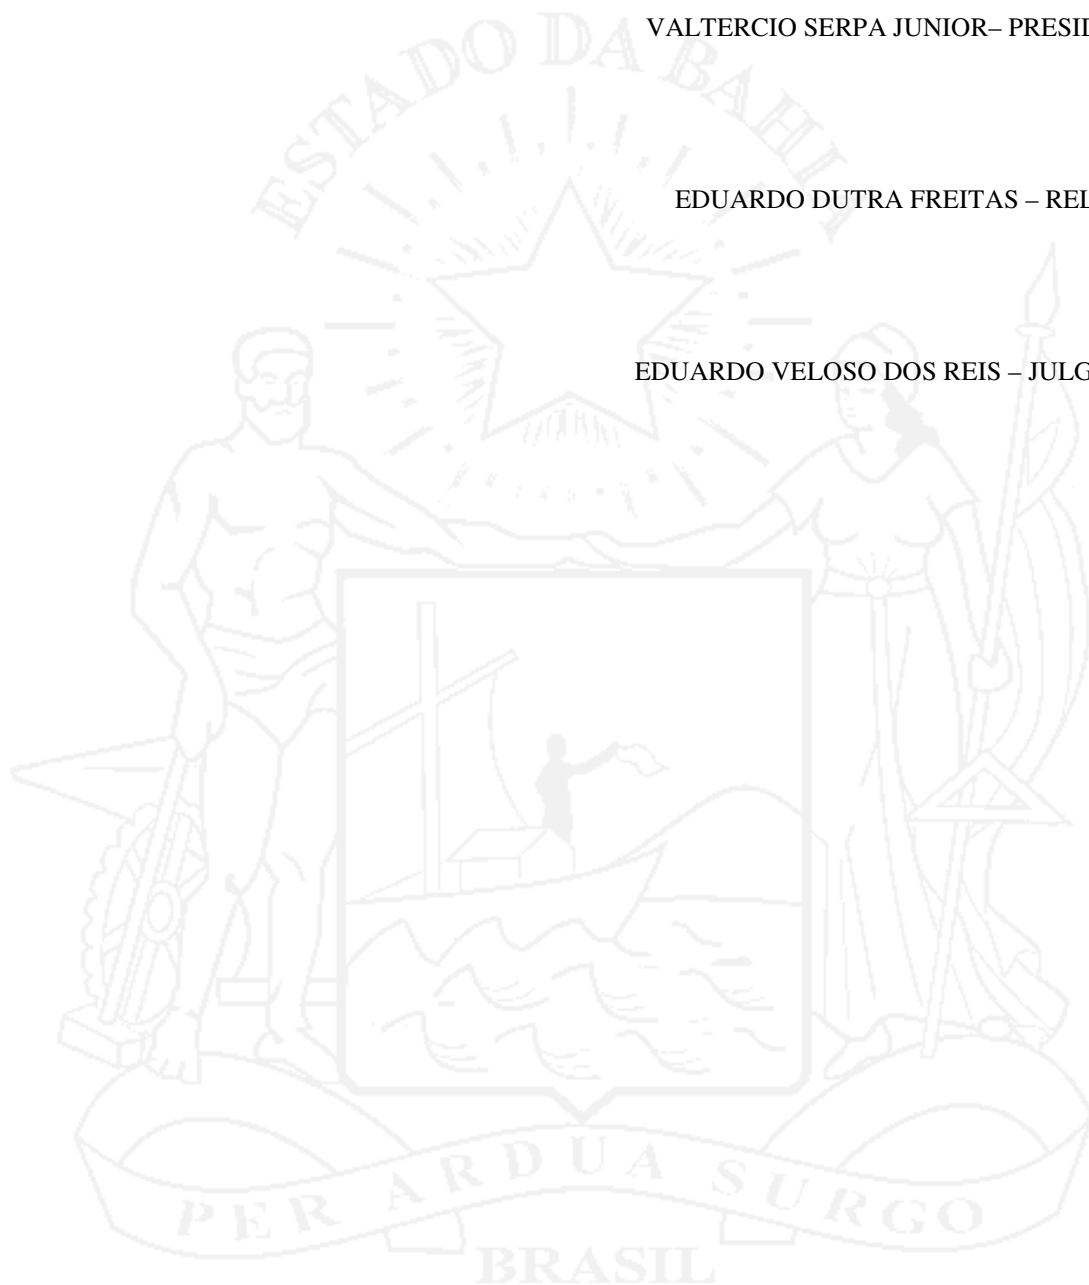 VALTERCIO SERPA JUNIOR– PRESID
ESTADO DA BAHIA
EDUARDO DUTRA FREITAS – REL
EDUARDO VELOSO DOS REIS – JULG
PER ARDUA SURGO
BRASIL